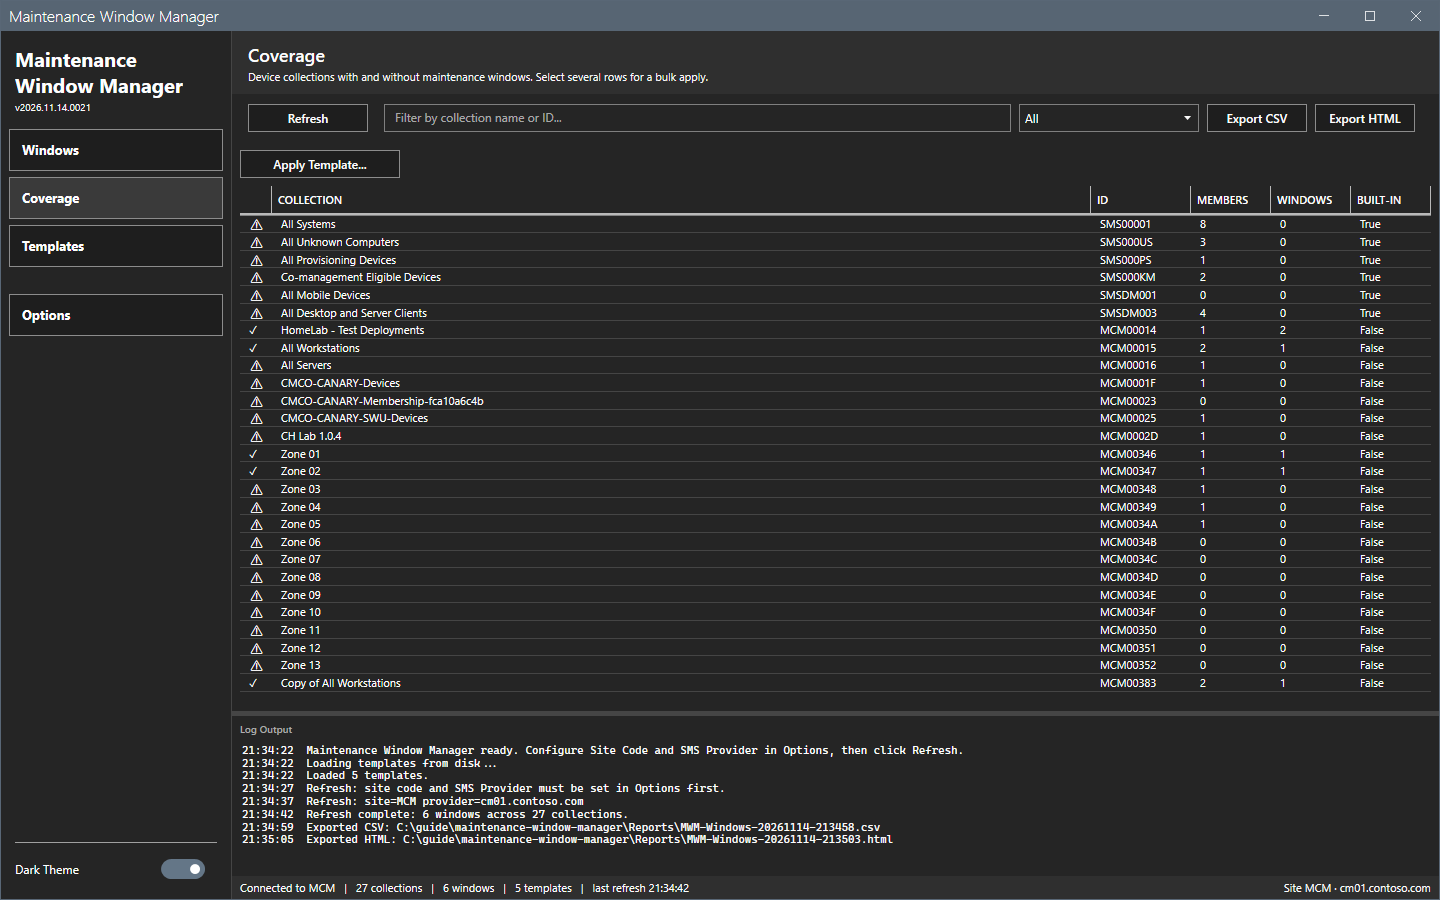 Maintenance Window Manager
Maintenance
Window Manager
v2026.11.14.0021
Windows
Coverage
Templates
Options
Dark Theme
Coverage
Device collections with and without maintenance windows. Select several rows for a bulk apply.
Refresh Filter by collection name or ID... All Export CSV Export HTML
Apply Template...
COLLECTION ID MEMBERS WINDOWS BUILT-IN
All Systems SMS00001 8 0 True
All Unknown Computers SMS000US 3 0 True
All Provisioning Devices SMS000PS 1 0 True
Co-management Eligible Devices SMS000KM 2 0 True
All Mobile Devices SMSDM001 0 0 True
All Desktop and Server Clients SMSDM003 4 0 True
✓ HomeLab - Test Deployments MCM00014 1 2 False
✓ All Workstations MCM00015 2 1 False
All Servers MCM00016 1 0 False
CMCO-CANARY-Devices MCM0001F 1 0 False
CMCO-CANARY-Membership-fca10a6c4b MCM00023 0 0 False
CMCO-CANARY-SWU-Devices MCM00025 1 0 False
CH Lab 1.0.4 MCM0002D 1 0 False
✓ Zone 01 MCM00346 1 1 False
✓ Zone 02 MCM00347 1 1 False
Zone 03 MCM00348 1 0 False
Zone 04 MCM00349 1 0 False
Zone 05 MCM0034A 1 0 False
Zone 06 MCM0034B 0 0 False
Zone 07 MCM0034C 0 0 False
Zone 08 MCM0034D 0 0 False
Zone 09 MCM0034E 0 0 False
Zone 10 MCM0034F 0 0 False
Zone 11 MCM00350 0 0 False
Zone 12 MCM00351 0 0 False
Zone 13 MCM00352 0 0 False
✓ Copy of All Workstations MCM00383 2 1 False
Log Output
21:34:22 Maintenance Window Manager ready. Configure Site Code and SMS Provider in Options, then click Refresh.
21:34:22 Loading templates from disk...
21:34:22 Loaded 5 templates.
21:34:27 Refresh: site code and SMS Provider must be set in Options first.
21:34:37 Refresh: site=MCM provider=cm01.contoso.com
21:34:42 Refresh complete: 6 windows across 27 collections.
21:34:59 Exported CSV: C:\guide\maintenance-window-manager\Reports\MWM-Windows-20261114-213458.csv
21:35:05 Exported HTML: C:\guide\maintenance-window-manager\Reports\MWM-Windows-20261114-213503.html
Connected to MCM | 27 collections | 6 windows | 5 templates | last refresh 21:34:42 Site MCM · cm01.contoso.com